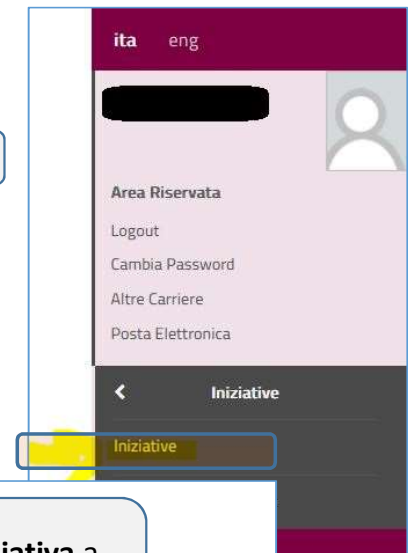 ita eng
Area Riservata
Logout
Cambia Password
Altre Carriere
Posta Elettronica
Iniziative
Iniziative
a